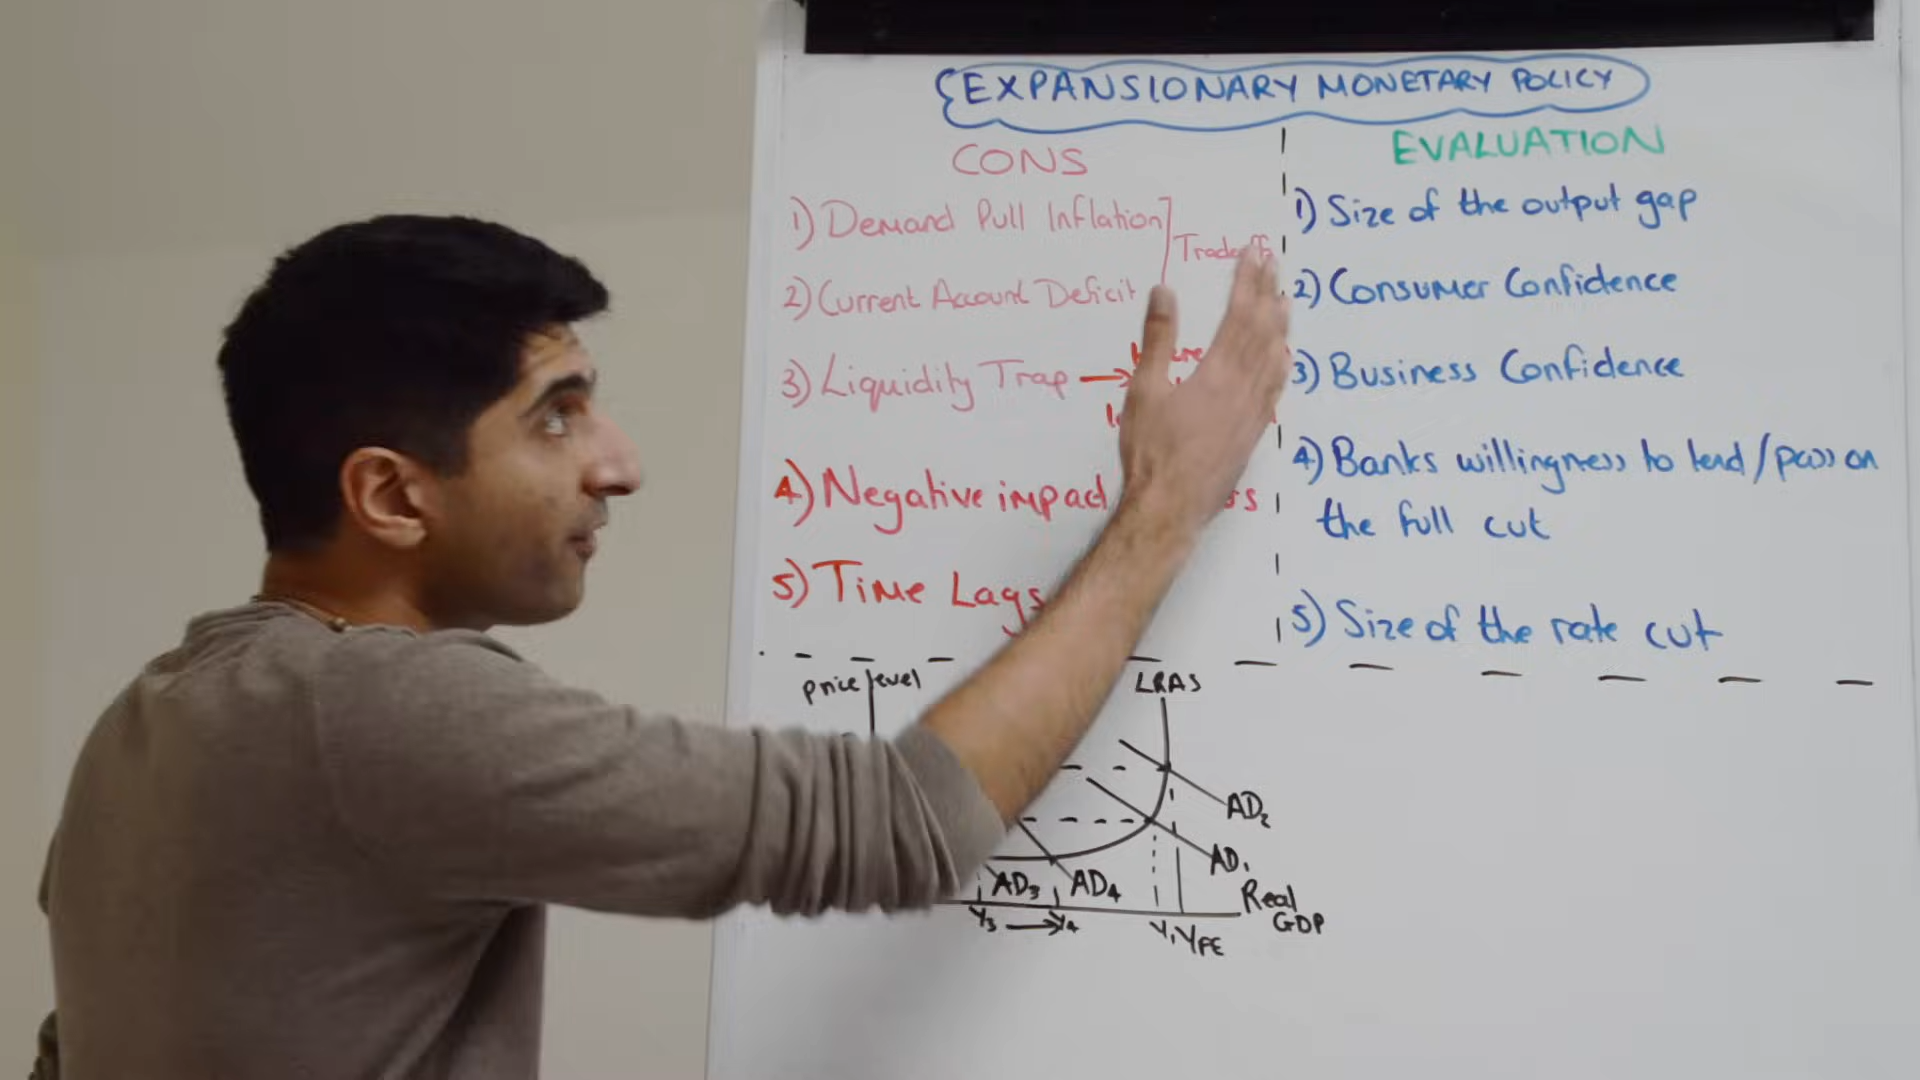 EXPANSIONARY MONETARY POLICY
CONS
1) Demand Pull Inflation
Tradeoffs
2) Current Account Deficit
3) Liquidity Trap →
4) Negative impact
5) Time Lags
EVALUATION
1) Size of the output gap
2) Consumer Confidence
3) Business Confidence
4) Banks willingness to lend/pass on
the full cut
5) Size of the rate cut
price level
LRAS
AD2
AD1
AD3
AD4
Real
GDP
Y3 → Y4
Y1
YFE